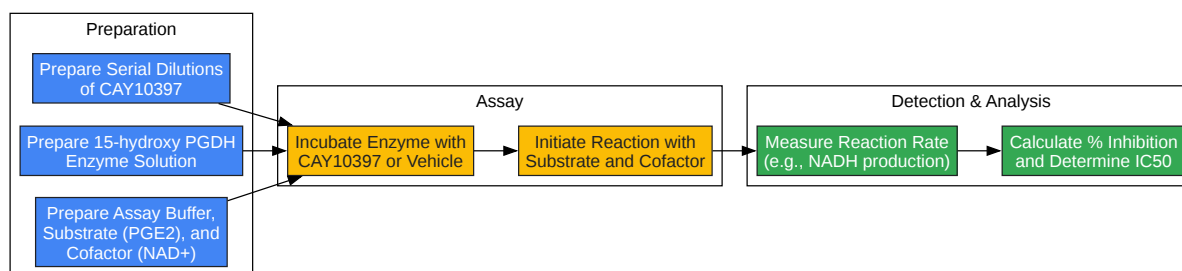 Preparation
Prepare Serial Dilutions
of CAY10397
Prepare 15-hydroxy PGDH
Enzyme Solution
Prepare Assay Buffer,
Substrate (PGE2), and
Cofactor (NAD+)
Assay
Incubate Enzyme with
CAY10397 or Vehicle
Initiate Reaction with
Substrate and Cofactor
Detection & Analysis
Measure Reaction Rate
(e.g., NADH production)
Calculate % Inhibition
and Determine IC50